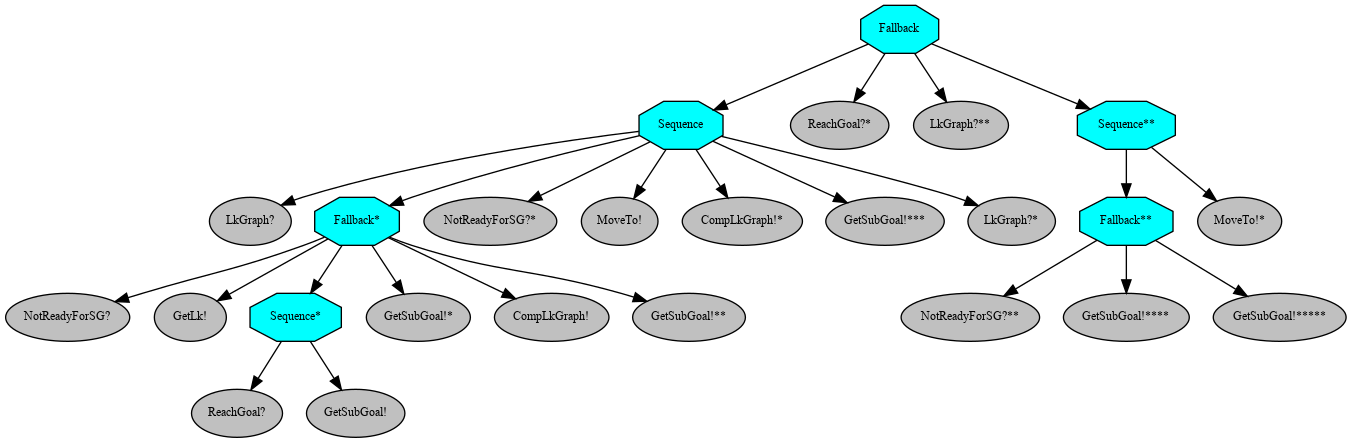 Fallback
Sequence
ReachGoal?*
LkGraph?**
Sequence**
LkGraph?
Fallback*
NotReadyForSG?*
MoveTo!
CompLkGraph!*
GetSubGoal!***
LkGraph?*
Fallback**
MoveTo!*
NotReadyForSG?
GetLk!
Sequence*
GetSubGoal!*
CompLkGraph!
GetSubGoal!**
NotReadyForSG?**
GetSubGoal!****
GetSubGoal!*****
ReachGoal?
GetSubGoal!